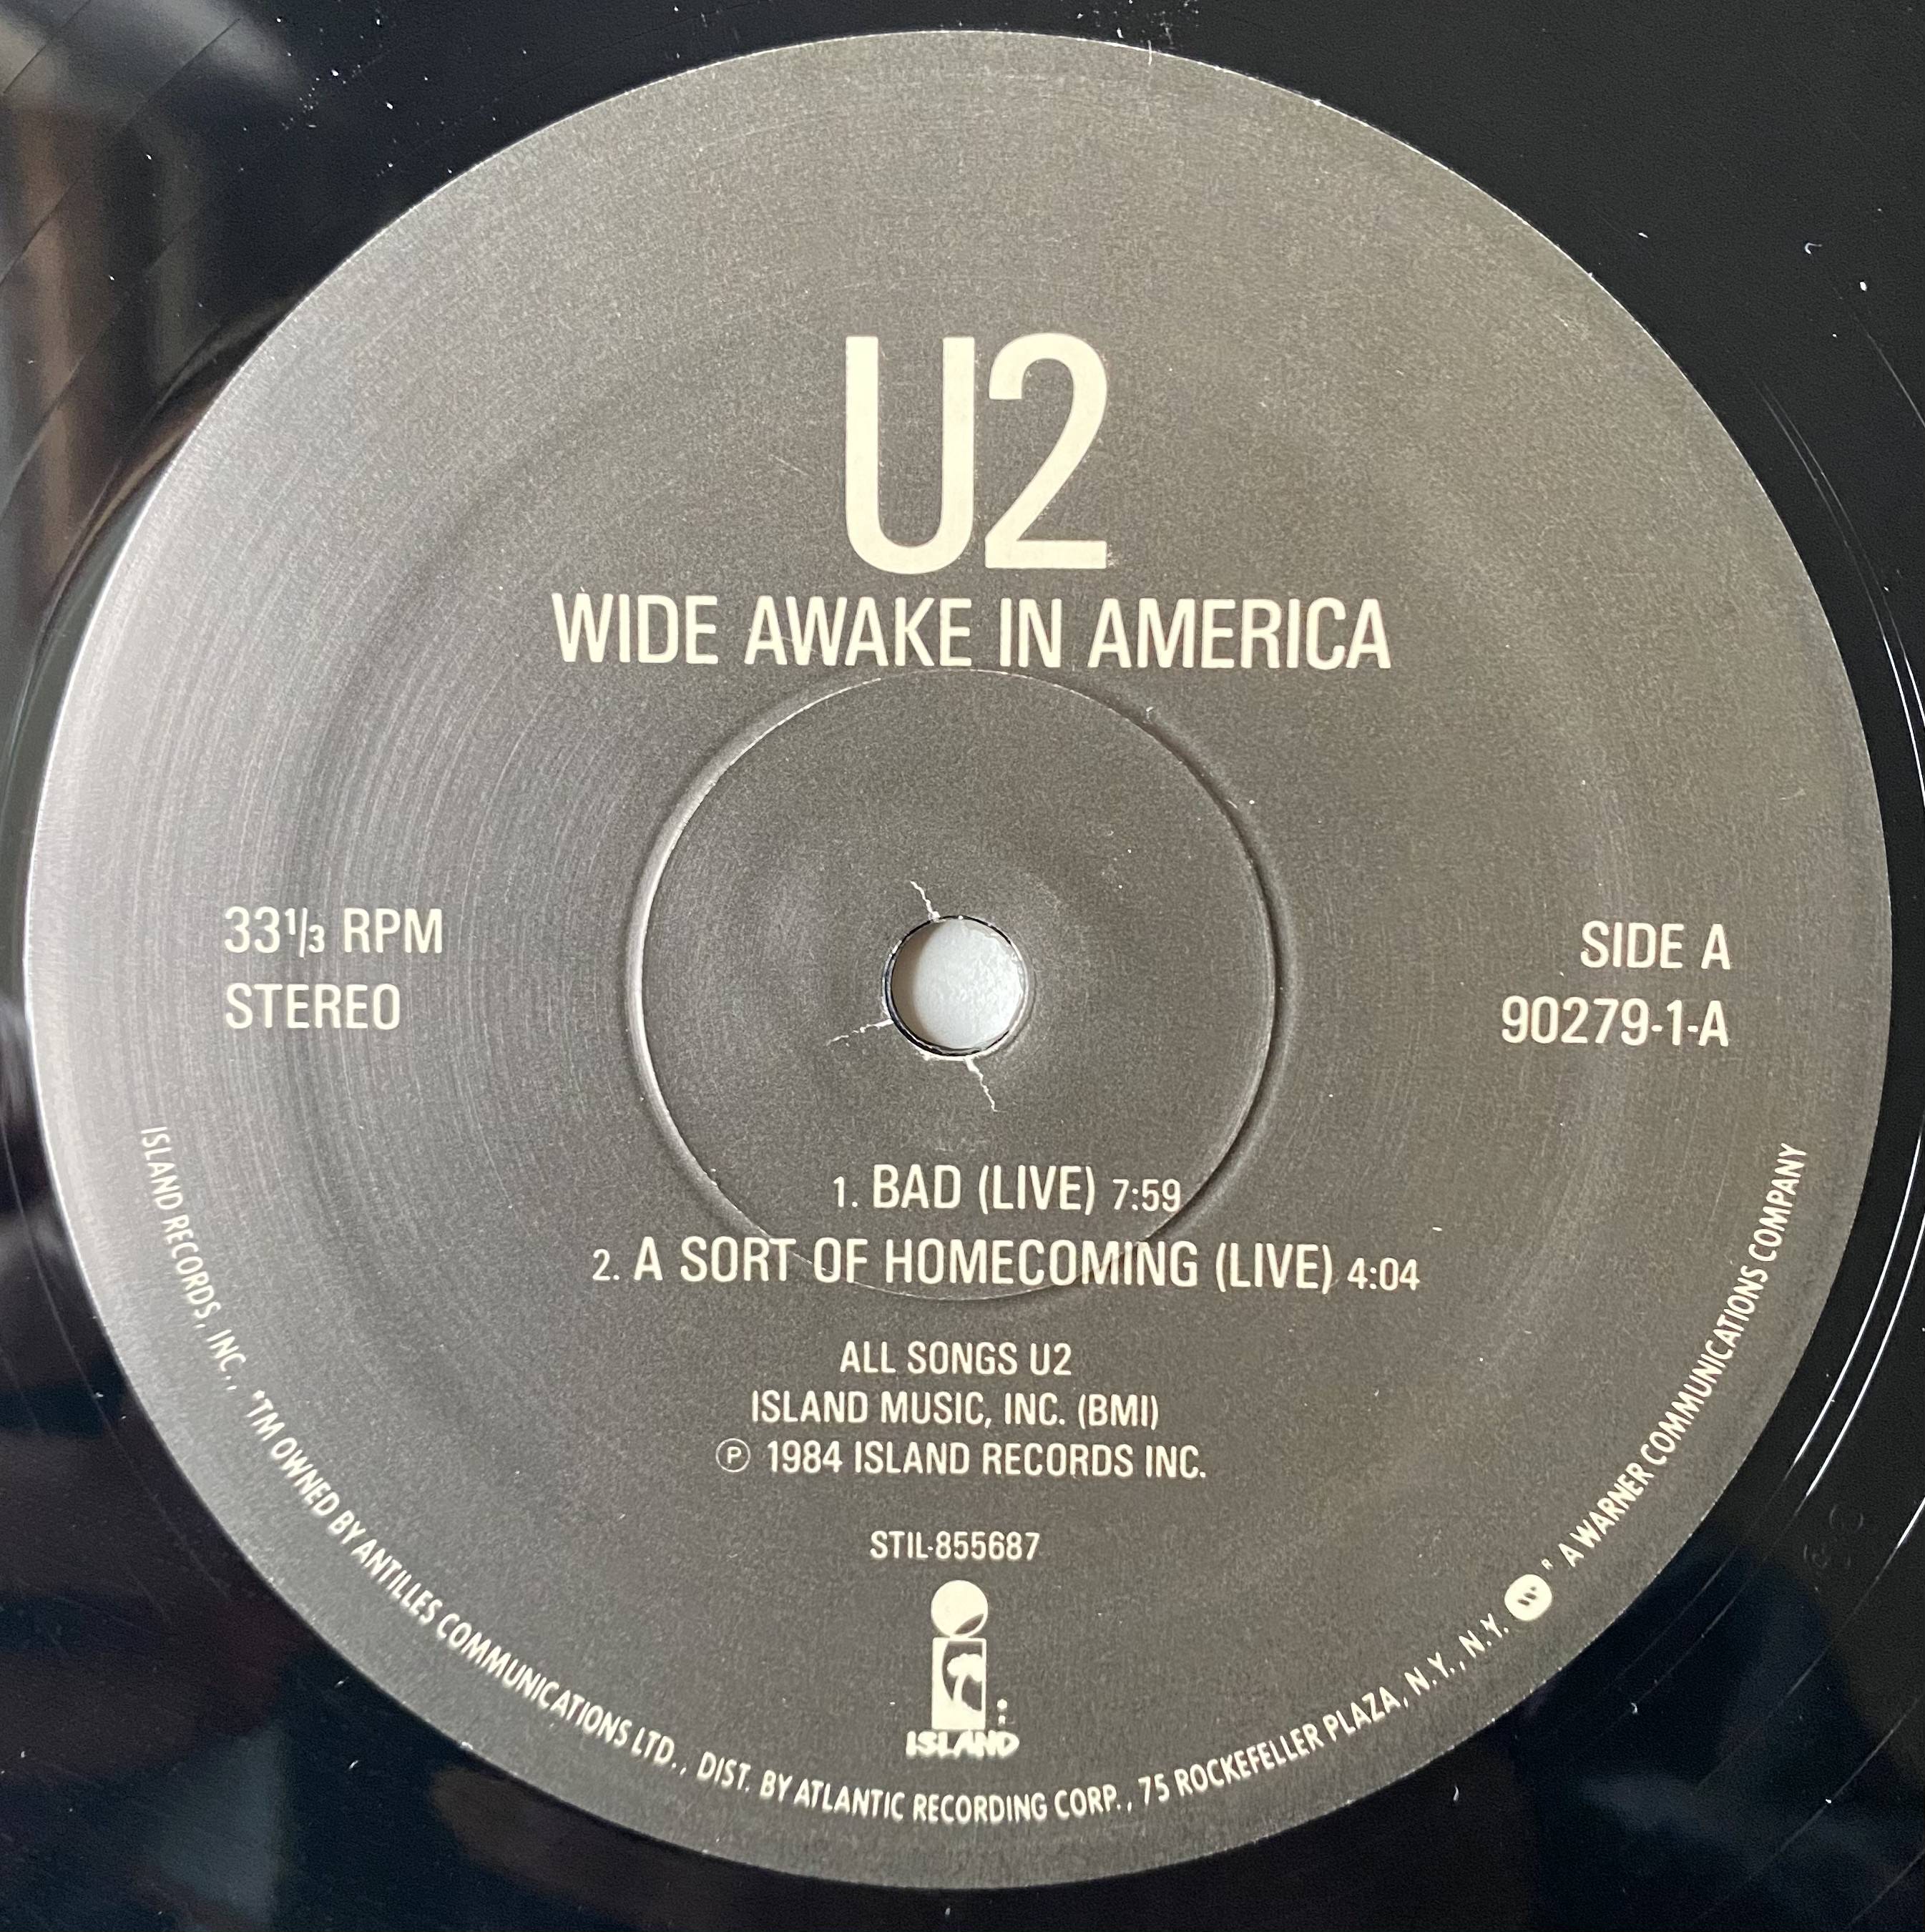 U2
WIDE AWAKE IN AMERICA
33 1/3 RPM
STEREO
SIDE A
90279-1-A
1. BAD (LIVE) 7:59
2. A SORT OF HOMECOMING (LIVE) 4:04
ALL SONGS U2
ISLAND MUSIC, INC. (BMI)
℗ 1984 ISLAND RECORDS INC.
STIL-855687
ISLAND
ISLAND RECORDS, INC., *TM OWNED BY ANTILLES COMMUNICATIONS LTD., DIST. BY ATLANTIC RECORDING CORP., 75 ROCKEFELLER PLAZA, N.Y., N.Y. W ® A WARNER COMMUNICATIONS COMPANY